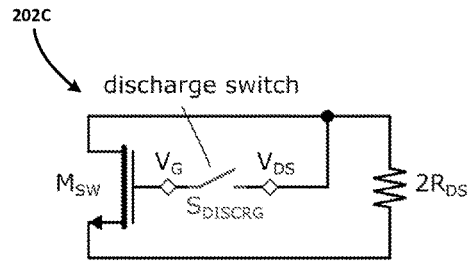 202C
discharge switch
V_G V_DS
M_SW S_DISCRG 2R_DS